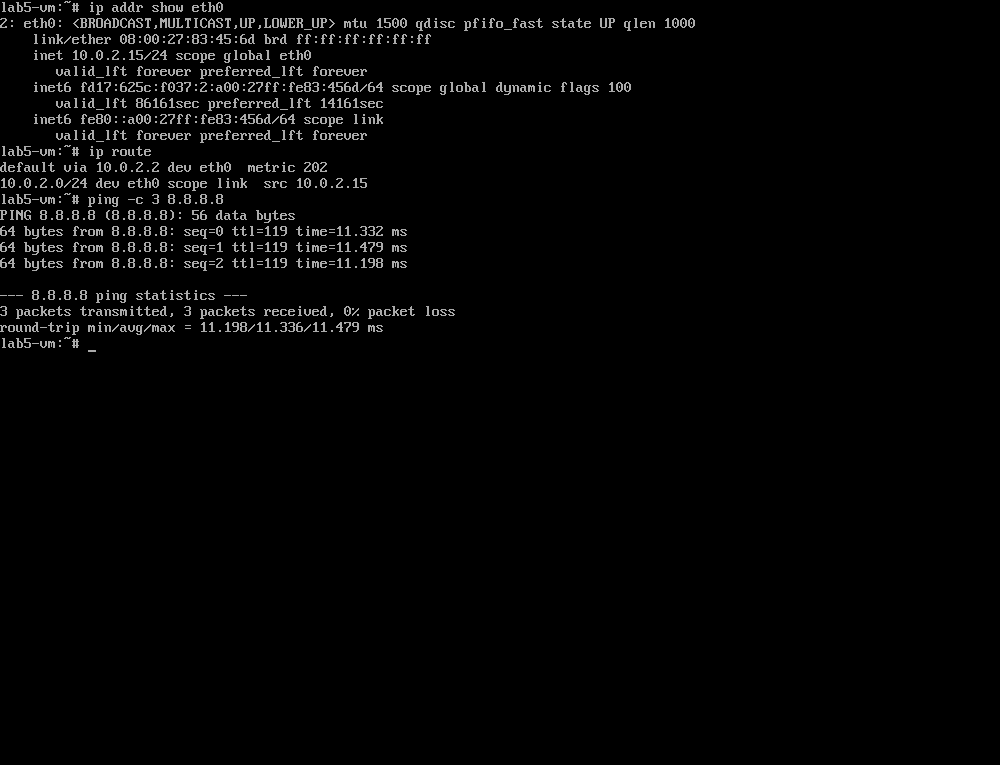 lab5-vm:~# ip addr show eth0
2: eth0: <BROADCAST,MULTICAST,UP,LOWER_UP> mtu 1500 qdisc pfifo_fast state UP qlen 1000
    link/ether 08:00:27:83:45:6d brd ff:ff:ff:ff:ff:ff
    inet 10.0.2.15/24 scope global eth0
       valid_lft forever preferred_lft forever
    inet6 fd17:625c:f037:2:a00:27ff:fe83:456d/64 scope global dynamic flags 100
       valid_lft 86161sec preferred_lft 14161sec
    inet6 fe80::a00:27ff:fe83:456d/64 scope link
       valid_lft forever preferred_lft forever
lab5-vm:~# ip route
default via 10.0.2.2 dev eth0  metric 202
10.0.2.0/24 dev eth0 scope link  src 10.0.2.15
lab5-vm:~# ping -c 3 8.8.8.8
PING 8.8.8.8 (8.8.8.8): 56 data bytes
64 bytes from 8.8.8.8: seq=0 ttl=119 time=11.332 ms
64 bytes from 8.8.8.8: seq=1 ttl=119 time=11.479 ms
64 bytes from 8.8.8.8: seq=2 ttl=119 time=11.198 ms

--- 8.8.8.8 ping statistics ---
3 packets transmitted, 3 packets received, 0% packet loss
round-trip min/avg/max = 11.198/11.336/11.479 ms
lab5-vm:~# _